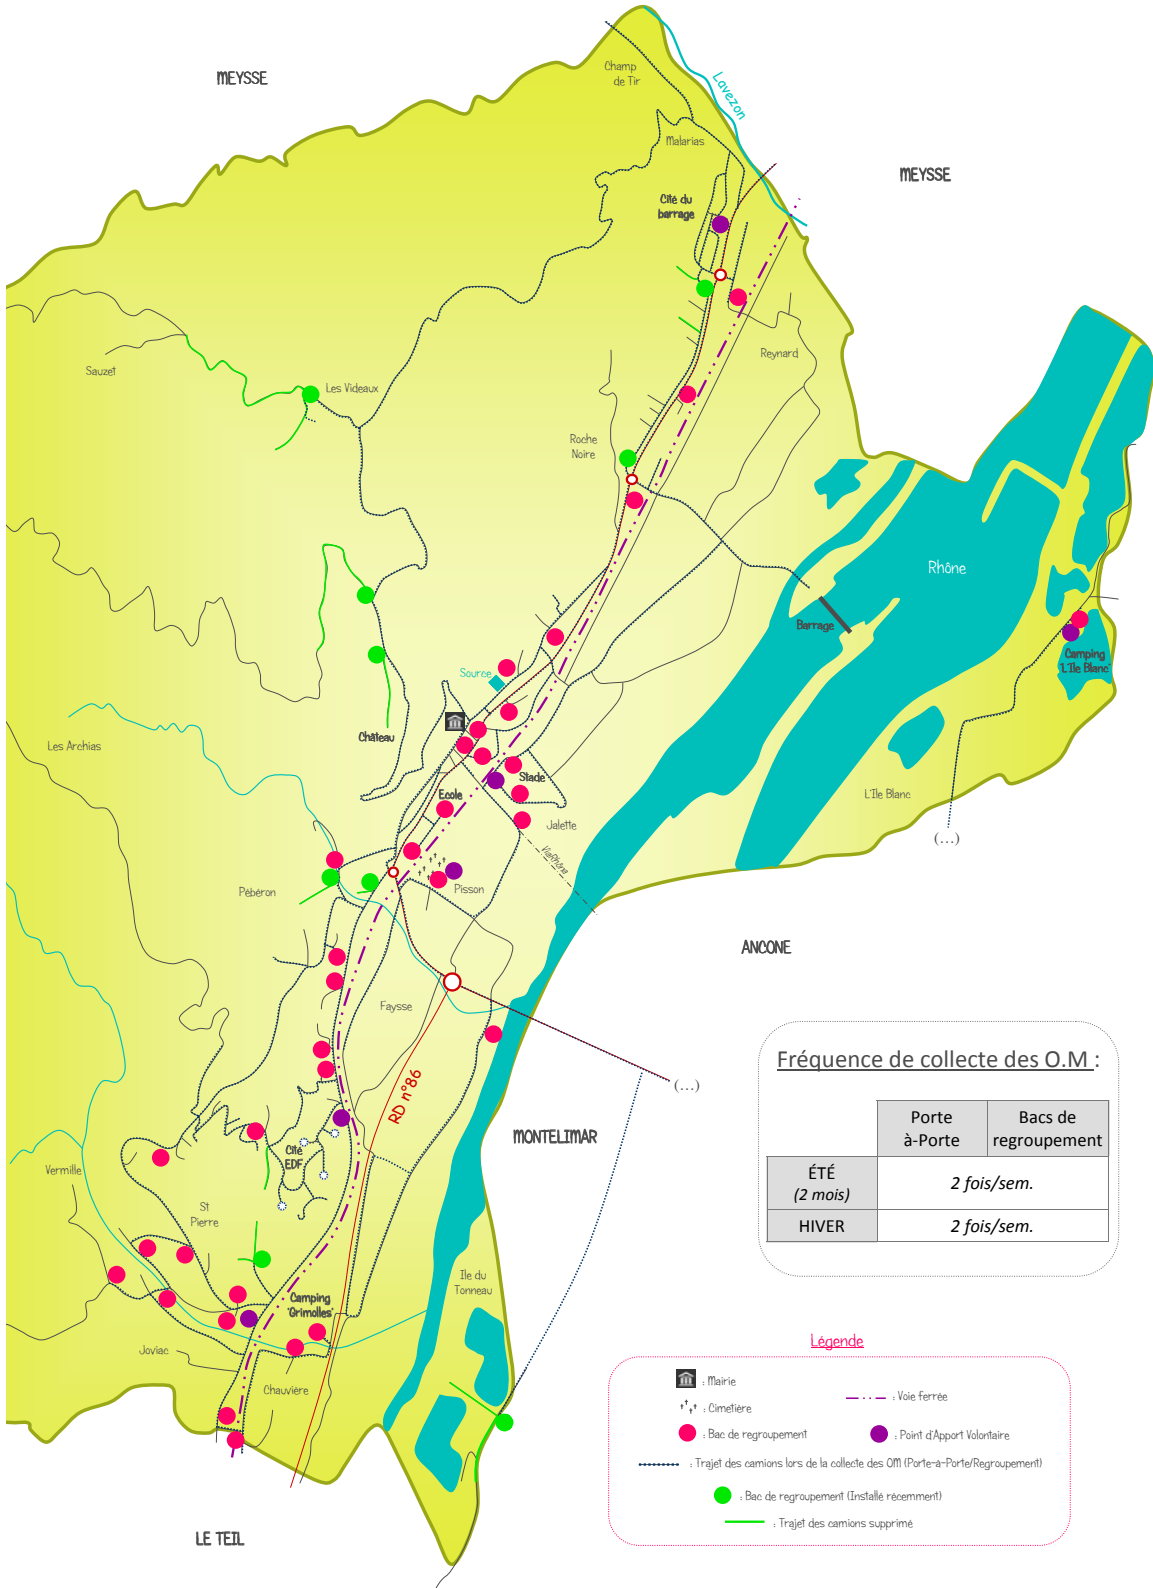 MEYSSE
Champ
de Tir
Lavezon
Malarias
MEYSSE
Cité du
barrage
Reynard
Sauzet
Les Videaux
Roche
Noire
Rhône
Barrage
Camping
'L'Ile Blanc'
Source
Château
Les Archias
Stade
Ecole
L'Ile Blanc
Jalette
ViaRhôna
(...)
Pébéron
Pisson
ANCONE
Faysse
RD n°86
(...)
MONTELIMAR
Cité
EDF
Vermille
St
Pierre
Ile du
Tonneau
Camping
'Grimolles'
Joviac
Chauvière
LE TEIL
Fréquence de collecte des O.M :
Porte
à-Porte
Bacs de
regroupement
ÉTÉ
(2 mois)
2 fois/sem.
HIVER
2 fois/sem.
Légende
: Mairie
: Voie ferrée
: Cimetière
: Bac de regroupement
: Point d'Apport Volontaire
: Trajet des camions lors de la collecte des OM (Porte-à-Porte/Regroupement)
: Bac de regroupement (Installé récemment)
: Trajet des camions supprimé